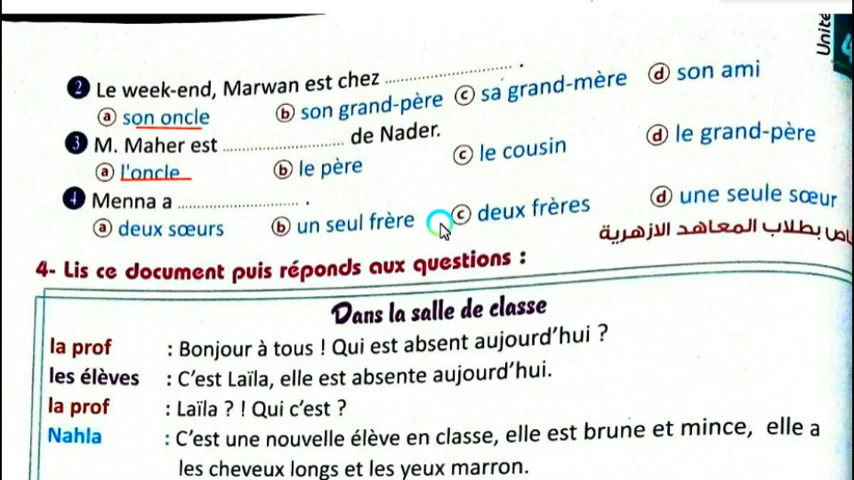 Unité 4
2 Le week-end, Marwan est chez .............................. .
a son oncle b son grand-père c sa grand-mère d son ami
3 M. Maher est .............................. de Nader.
a l'oncle b le père c le cousin d le grand-père
4 Menna a .............................. .
a deux sœurs b un seul frère c deux frères d une seule sœur
بطلاب المعاهد الازهرية
4- Lis ce document puis réponds aux questions :
Dans la salle de classe
la prof : Bonjour à tous ! Qui est absent aujourd'hui ?
les élèves : C'est Laïla, elle est absente aujourd'hui.
la prof : Laïla ? ! Qui c'est ?
Nahla : C'est une nouvelle élève en classe, elle est brune et mince, elle a
les cheveux longs et les yeux marron.